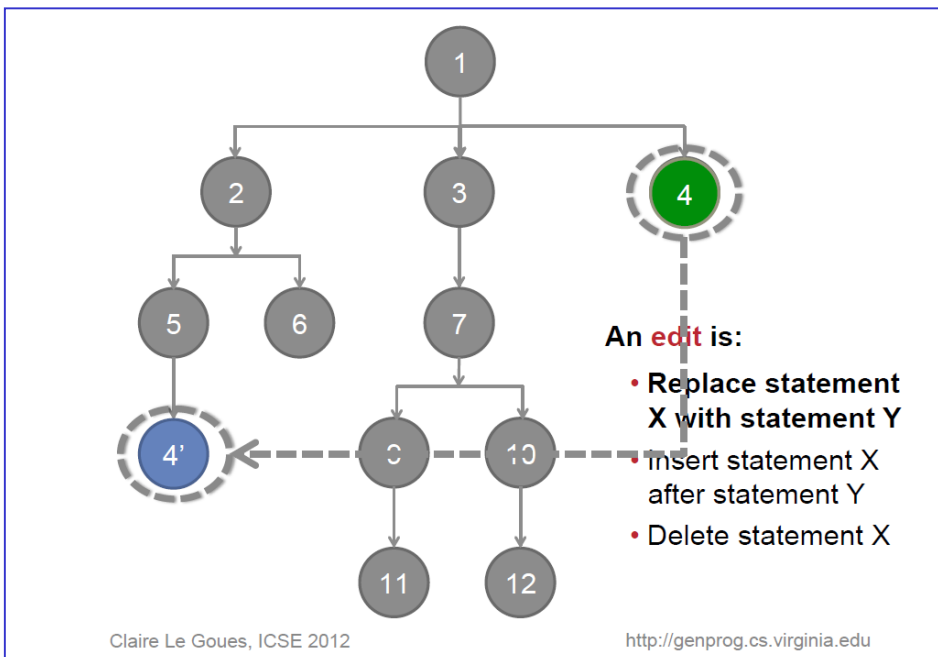 1
2
3
4
5
6
7
An edit is:
• Replace statement
X with statement Y
4’
9
10
• Insert statement X
after statement Y
• Delete statement X
11
12
Claire Le Goues, ICSE 2012
http://genprog.cs.virginia.edu